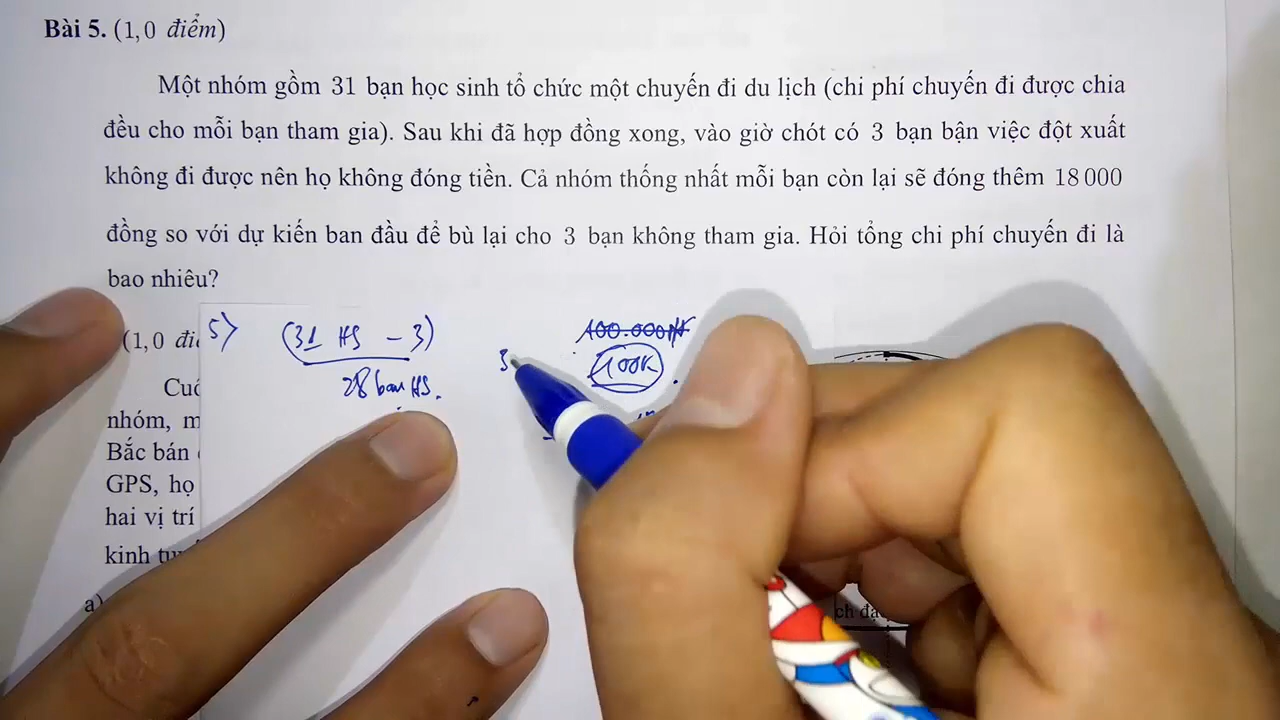 Bài 5. (1,0 điểm)
Một nhóm gồm 31 bạn học sinh tổ chức một chuyến đi du lịch (chi phí chuyến đi được chia
đều cho mỗi bạn tham gia). Sau khi đã hợp đồng xong, vào giờ chót có 3 bạn bận việc đột xuất
không đi được nên họ không đóng tiền. Cả nhóm thống nhất mỗi bạn còn lại sẽ đóng thêm 18 000
đồng so với dự kiến ban đầu để bù lại cho 3 bạn không tham gia. Hỏi tổng chi phí chuyến đi là
bao nhiêu?
5) (31 HS - 3) 100.000
28 bạn HS. 3 100K
(1,0
Cuc
nhóm, m
Bắc bán
GPS, họ
hai vị trí
kinh
a)
ch đạ